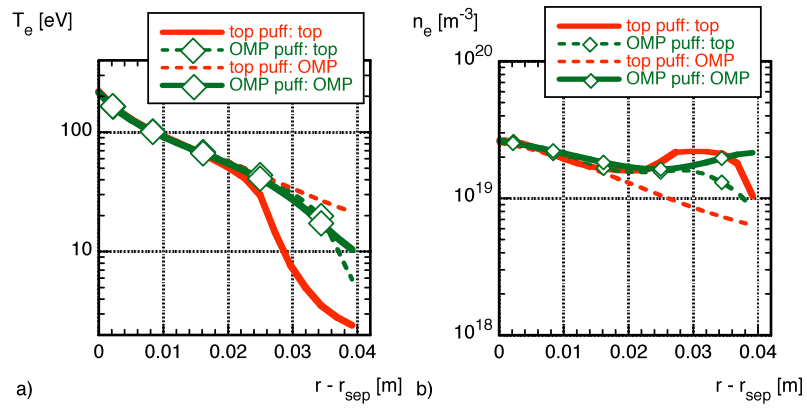 T_e [eV]
top puff: top
OMP puff: top
top puff: OMP
OMP puff: OMP
100
10
0
0.01
0.02
0.03
0.04
a)
r - r_sep [m]
n_e [m^-3]
top puff: top
OMP puff: top
top puff: OMP
OMP puff: OMP
10^20
10^19
10^18
0
0.01
0.02
0.03
0.04
b)
r - r_sep [m]